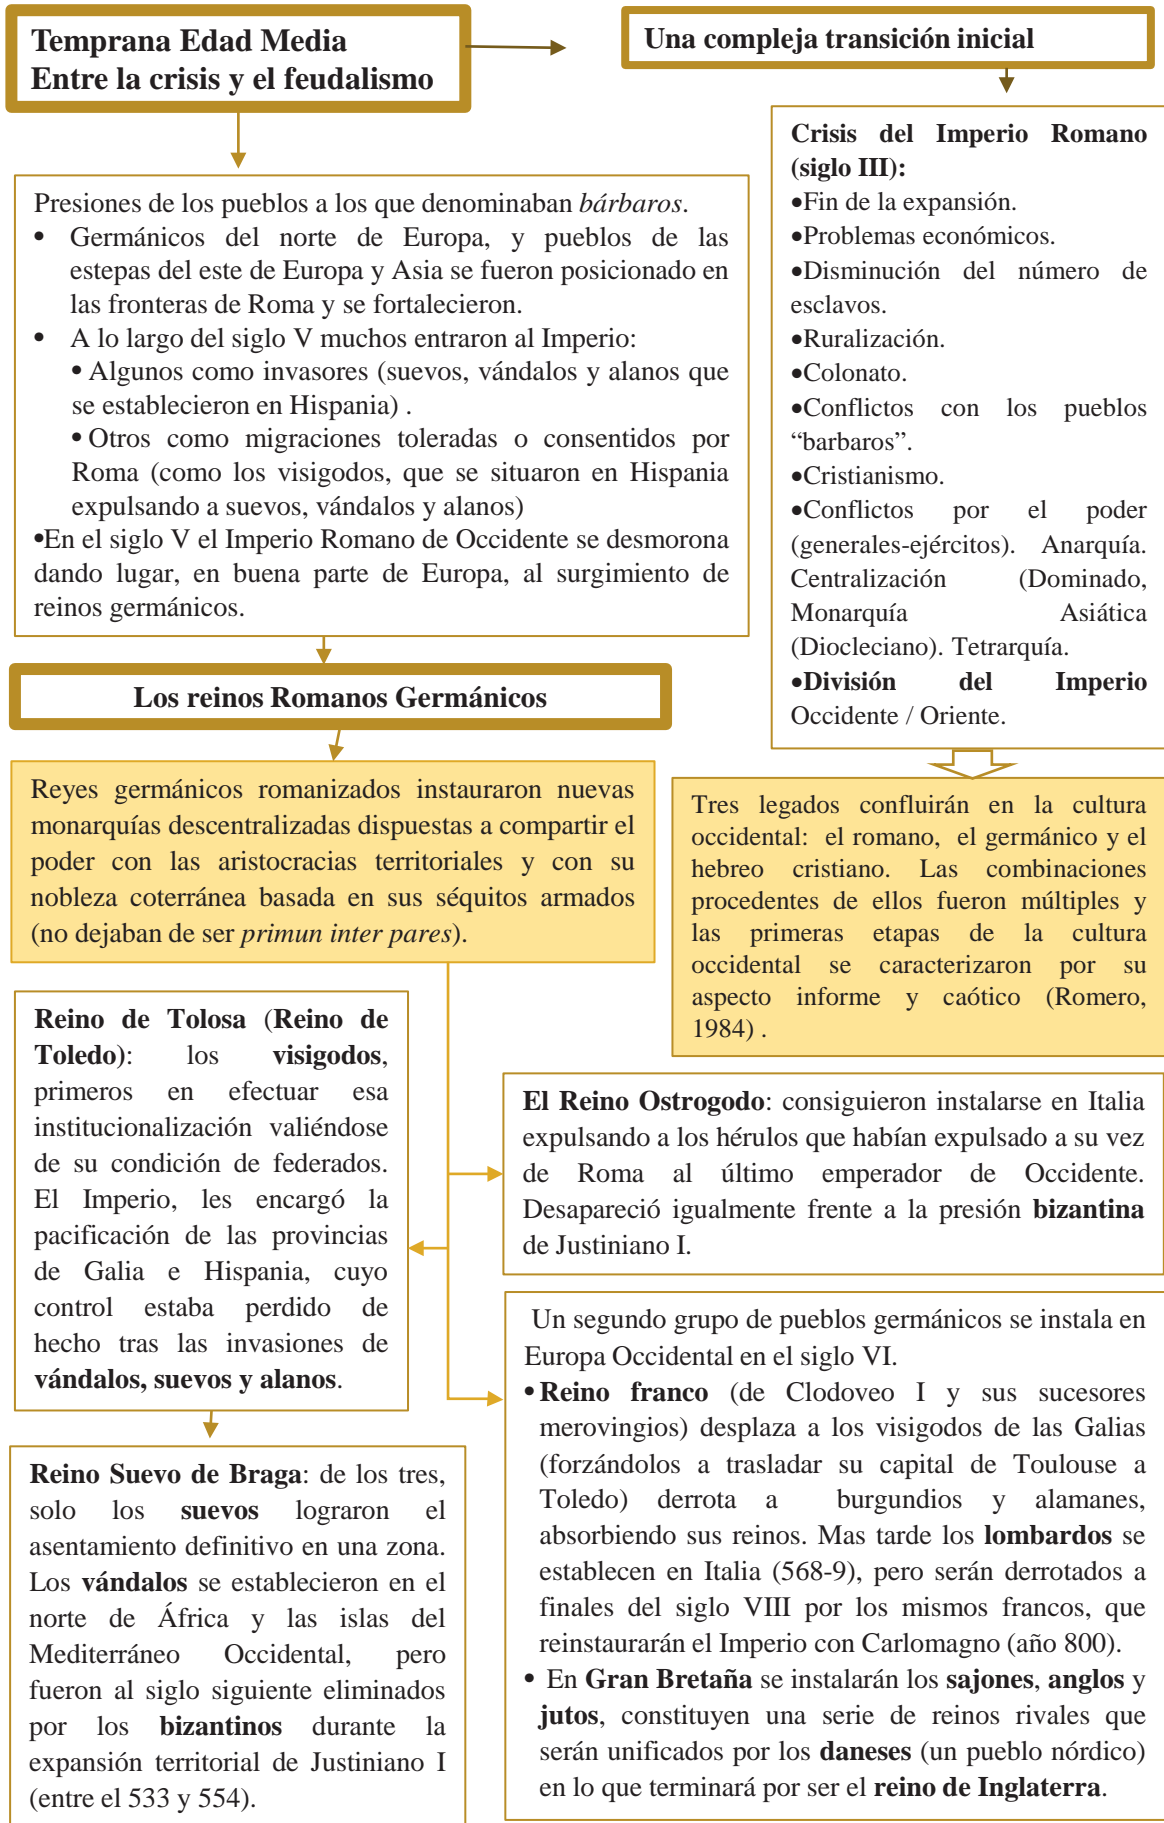 Temprana Edad Media
Entre la crisis y el feudalismo
Una compleja transición inicial
Presiones de los pueblos a los que denominaban bárbaros.
• Germánicos del norte de Europa, y pueblos de las
estepas del este de Europa y Asia se fueron posicionado en
las fronteras de Roma y se fortalecieron.
• A lo largo del siglo V muchos entraron al Imperio:
• Algunos como invasores (suevos, vándalos y alanos que
se establecieron en Hispania) .
• Otros como migraciones toleradas o consentidos por
Roma (como los visigodos, que se situaron en Hispania
expulsando a suevos, vándalos y alanos)
•En el siglo V el Imperio Romano de Occidente se desmorona
dando lugar, en buena parte de Europa, al surgimiento de
reinos germánicos.
Crisis del Imperio Romano
(siglo III):
•Fin de la expansión.
•Problemas económicos.
•Disminución del número de
esclavos.
•Ruralización.
•Colonato.
•Conflictos con los pueblos
“barbaros”.
•Cristianismo.
•Conflictos por el poder
(generales-ejércitos). Anarquía.
Centralización (Dominado,
Monarquía Asiática
(Diocleciano). Tetrarquía.
•División del Imperio
Occidente / Oriente.
Los reinos Romanos Germánicos
Reyes germánicos romanizados instauraron nuevas
monarquías descentralizadas dispuestas a compartir el
poder con las aristocracias territoriales y con su
nobleza coterránea basada en sus séquitos armados
(no dejaban de ser primun inter pares).
Tres legados confluirán en la cultura
occidental: el romano, el germánico y el
hebreo cristiano. Las combinaciones
procedentes de ellos fueron múltiples y
las primeras etapas de la cultura
occidental se caracterizaron por su
aspecto informe y caótico (Romero,
1984) .
Reino de Tolosa (Reino de
Toledo): los visigodos,
primeros en efectuar esa
institucionalización valiéndose
de su condición de federados.
El Imperio, les encargó la
pacificación de las provincias
de Galia e Hispania, cuyo
control estaba perdido de
hecho tras las invasiones de
vándalos, suevos y alanos.
El Reino Ostrogodo: consiguieron instalarse en Italia
expulsando a los hérulos que habían expulsado a su vez
de Roma al último emperador de Occidente.
Desapareció igualmente frente a la presión bizantina
de Justiniano I.
Reino Suevo de Braga: de los tres,
solo los suevos lograron el
asentamiento definitivo en una zona.
Los vándalos se establecieron en el
norte de África y las islas del
Mediterráneo Occidental, pero
fueron al siglo siguiente eliminados
por los bizantinos durante la
expansión territorial de Justiniano I
(entre el 533 y 554).
Un segundo grupo de pueblos germánicos se instala en
Europa Occidental en el siglo VI.
• Reino franco (de Clodoveo I y sus sucesores
merovingios) desplaza a los visigodos de las Galias
(forzándolos a trasladar su capital de Toulouse a
Toledo) derrota a burgundios y alamanes,
absorbiendo sus reinos. Mas tarde los lombardos se
establecen en Italia (568-9), pero serán derrotados a
finales del siglo VIII por los mismos francos, que
reinstaurarán el Imperio con Carlomagno (año 800).
• En Gran Bretaña se instalarán los sajones, anglos y
jutos, constituyen una serie de reinos rivales que
serán unificados por los daneses (un pueblo nórdico)
en lo que terminará por ser el reino de Inglaterra.